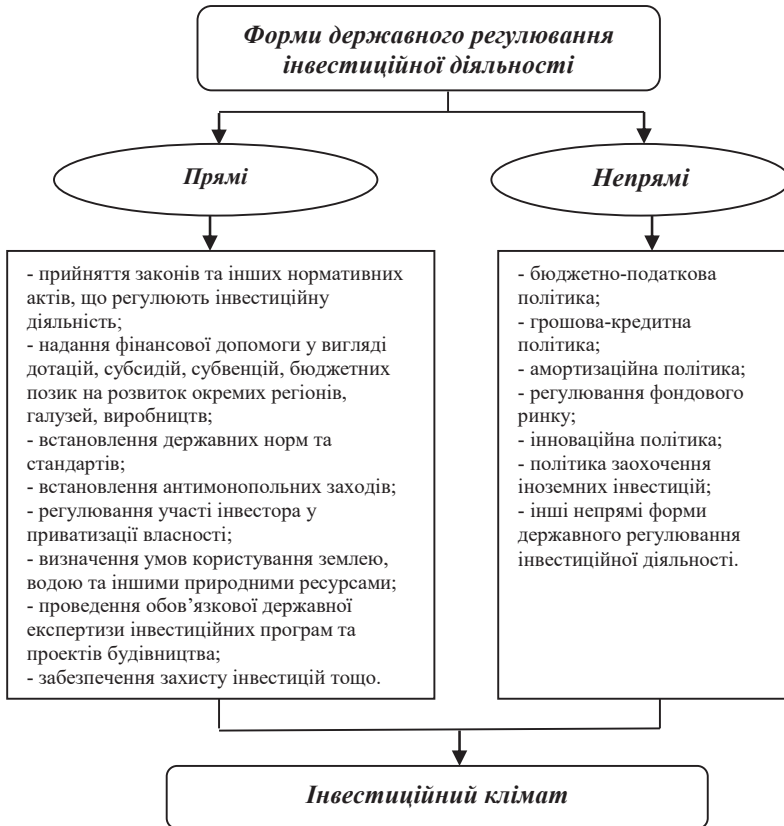 Форми державного регулювання
інвестиційної діяльності
Прямі
Непрямі
- прийняття законів та інших нормативних
актів, що регулюють інвестиційну
діяльність;
- надання фінансової допомоги у вигляді
дотацій, субсидій, субвенцій, бюджетних
позик на розвиток окремих регіонів,
галузей, виробництв;
- встановлення державних норм та
стандартів;
- встановлення антимонопольних заходів;
- регулювання участі інвестора у
приватизації власності;
- визначення умов користування землею,
водою та іншими природними ресурсами;
- проведення обов’язкової державної
експертизи інвестиційних програм та
проектів будівництва;
- забезпечення захисту інвестицій тощо.
- бюджетно-податкова
політика;
- грошова-кредитна
політика;
- амортизаційна політика;
- регулювання фондового
ринку;
- інноваційна політика;
- політика заохочення
іноземних інвестицій;
- інші непрямі форми
державного регулювання
інвестиційної діяльності.
Інвестиційний клімат